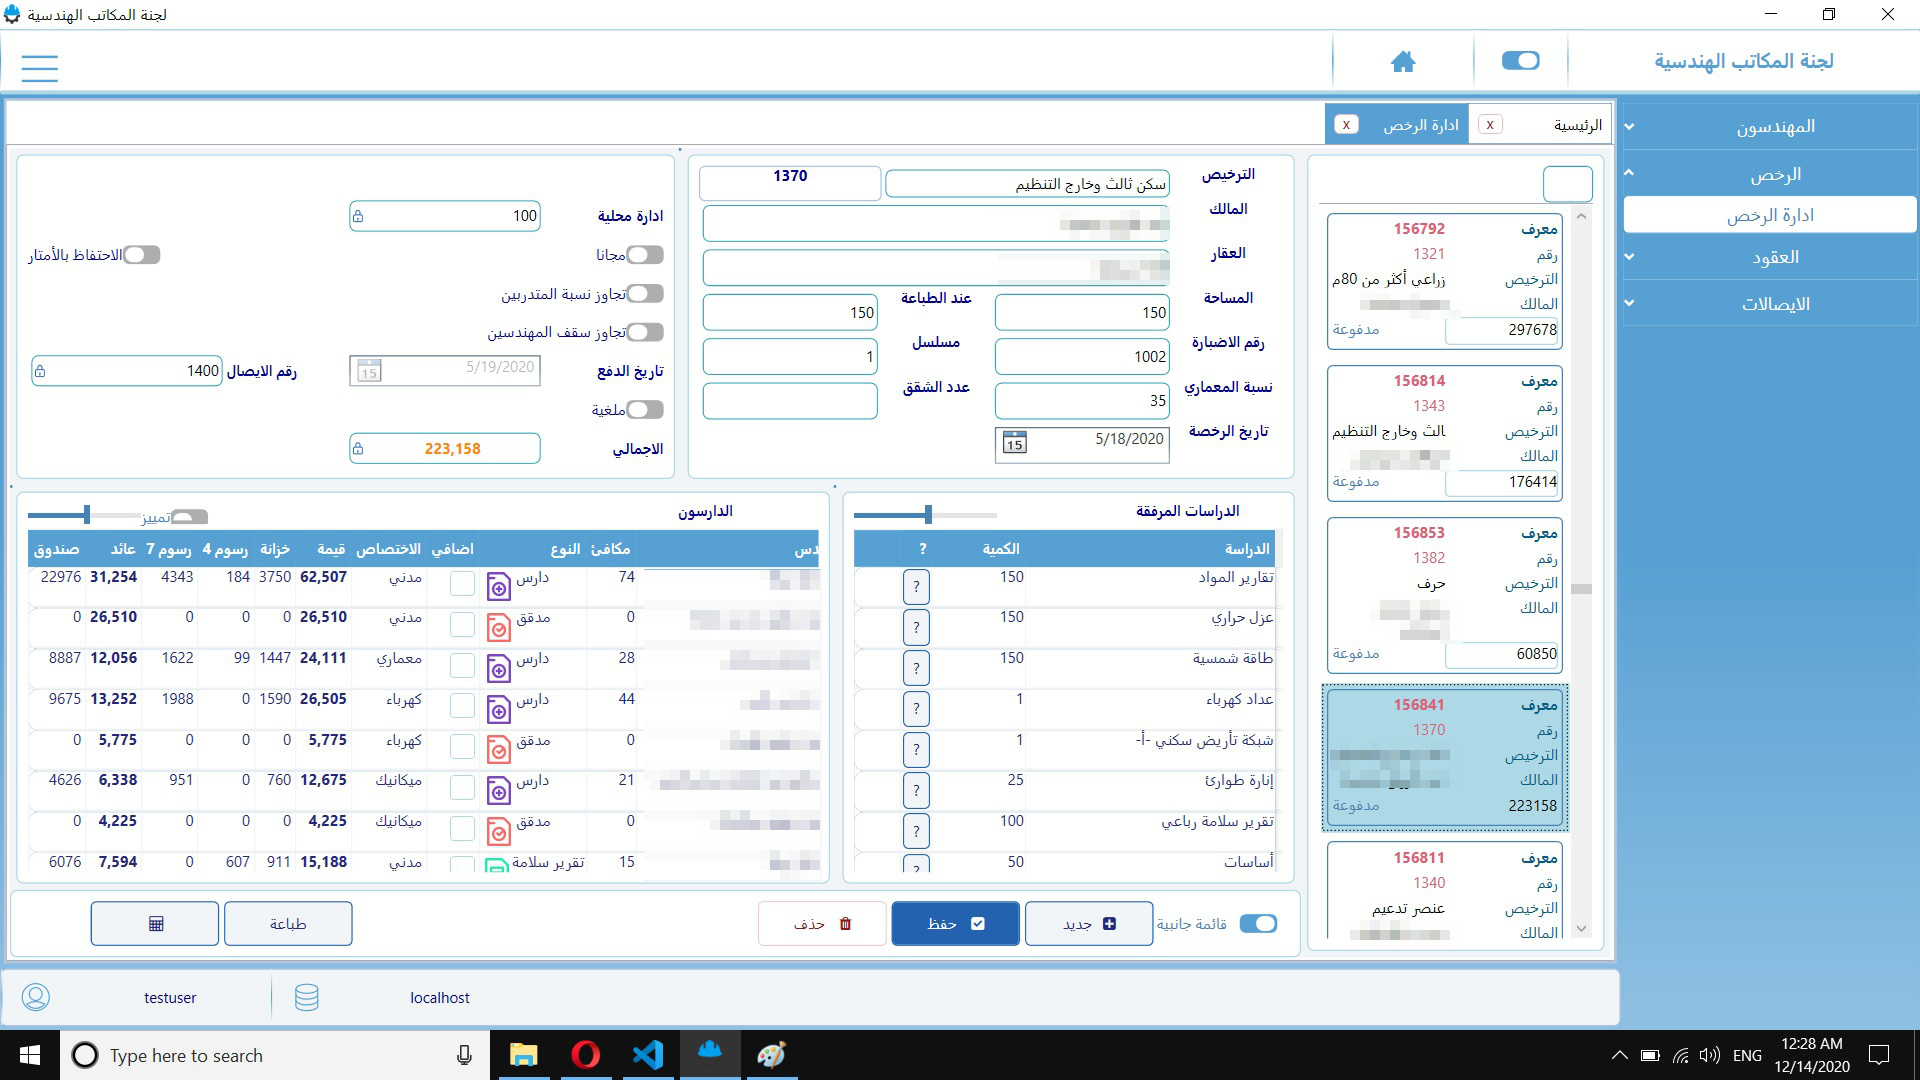 لجنة المكاتب الهندسية
لجنة المكاتب الهندسية
المهندسون
الرخص
ادارة الرخص
العقود
الايصالات
الرئيسية x
ادارة الرخص x
معرف 156792
رقم 1321
الترخيص زراعي أكثر من 80م
المالك
297678 مدفوعة
معرف 156814
رقم 1343
الترخيص الث وخارج التنظيم
المالك
176414 مدفوعة
معرف 156853
رقم 1382
الترخيص حرف
المالك
60850 مدفوعة
معرف 156841
رقم 1370
الترخيص
المالك
223158 مدفوعة
معرف 156811
رقم 1340
الترخيص عنصر تدعيم
المالك
الترخيص سكن ثالث وخارج التنظيم 1370
المالك
العقار
المساحة 150 عند الطباعة 150
رقم الاضبارة 1002 مسلسل 1
نسبة المعماري 35 عدد الشقق
تاريخ الرخصة 5/18/2020 15
ادارة محلية 100
مجانا الاحتفاظ بالأمتار
تجاوز نسبة المتدربين
تجاوز سقف المهندسين
تاريخ الدفع 5/19/2020 15 رقم الايصال 1400
ملغية
الاجمالي 223,158
الدراسات المرفقة
الدراسة الكمية ?
تقارير المواد 150 ?
عزل حراري 150 ?
طاقة شمسية 150 ?
عداد كهرباء 1 ?
شبكة تأريض سكني -أ- 1 ?
إنارة طوارئ 25 ?
تقرير سلامة رباعي 100 ?
أساسات 50 ?
الدارسون تمييز
دس مكافئ النوع اضافي الاختصاص قيمة خزانة رسوم 4 رسوم 7 عائد صندوق
74 دارس مدني 62,507 3750 184 4343 31,254 22976
0 مدقق مدني 26,510 0 0 0 26,510 0
28 دارس معماري 24,111 1447 99 1622 12,056 8887
44 دارس كهرباء 26,505 1590 0 1988 13,252 9675
0 مدقق كهرباء 5,775 0 0 0 5,775 0
21 دارس ميكانيك 12,675 760 0 951 6,338 4626
0 مدقق ميكانيك 4,225 0 0 0 4,225 0
15 تقرير سلامة مدني 15,188 911 607 0 7,594 6076
قائمة جانبية جديد حفظ حذف طباعة
testuser localhost
Type here to search
ENG
12:28 AM
12/14/2020